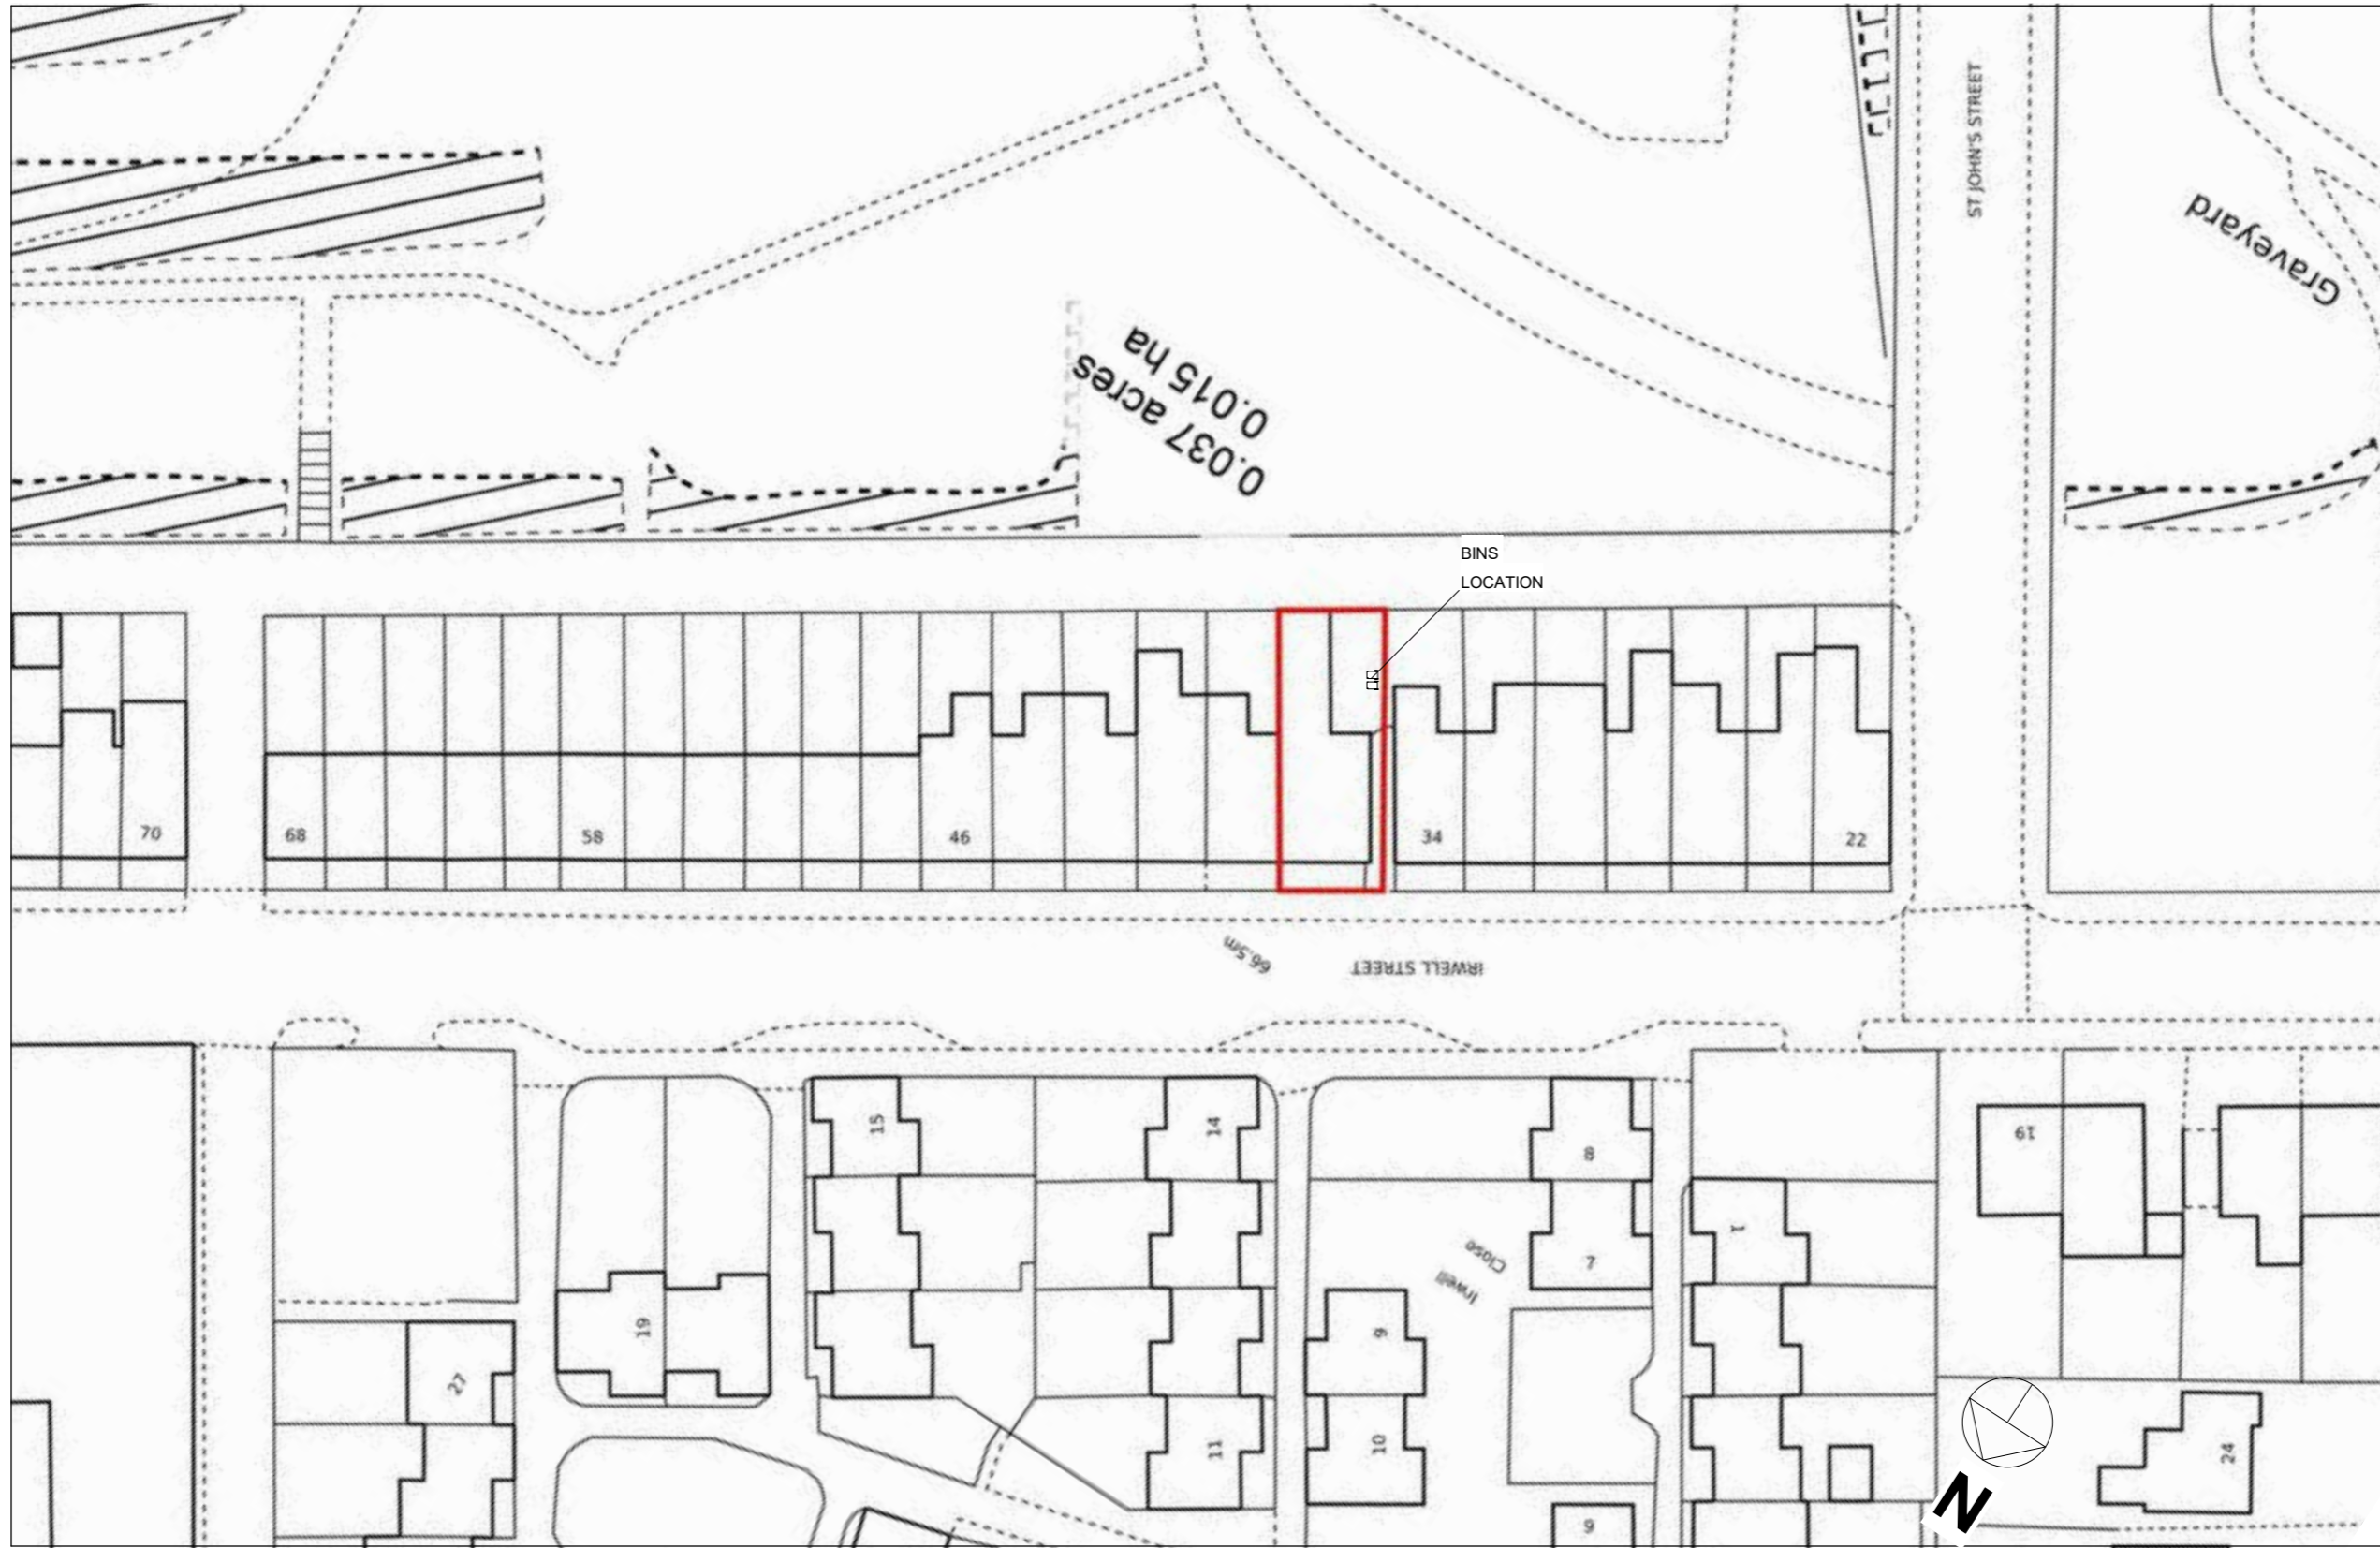 ST JOHN'S STREET
Graveyard
0.037 acres
0.015 ha
BINS
LOCATION
70
68
58
46
34
22
66.5m
IRWELL STREET
15
14
8
19
1
7
Irwell
Close
19
9
27
10
11
24
9
N